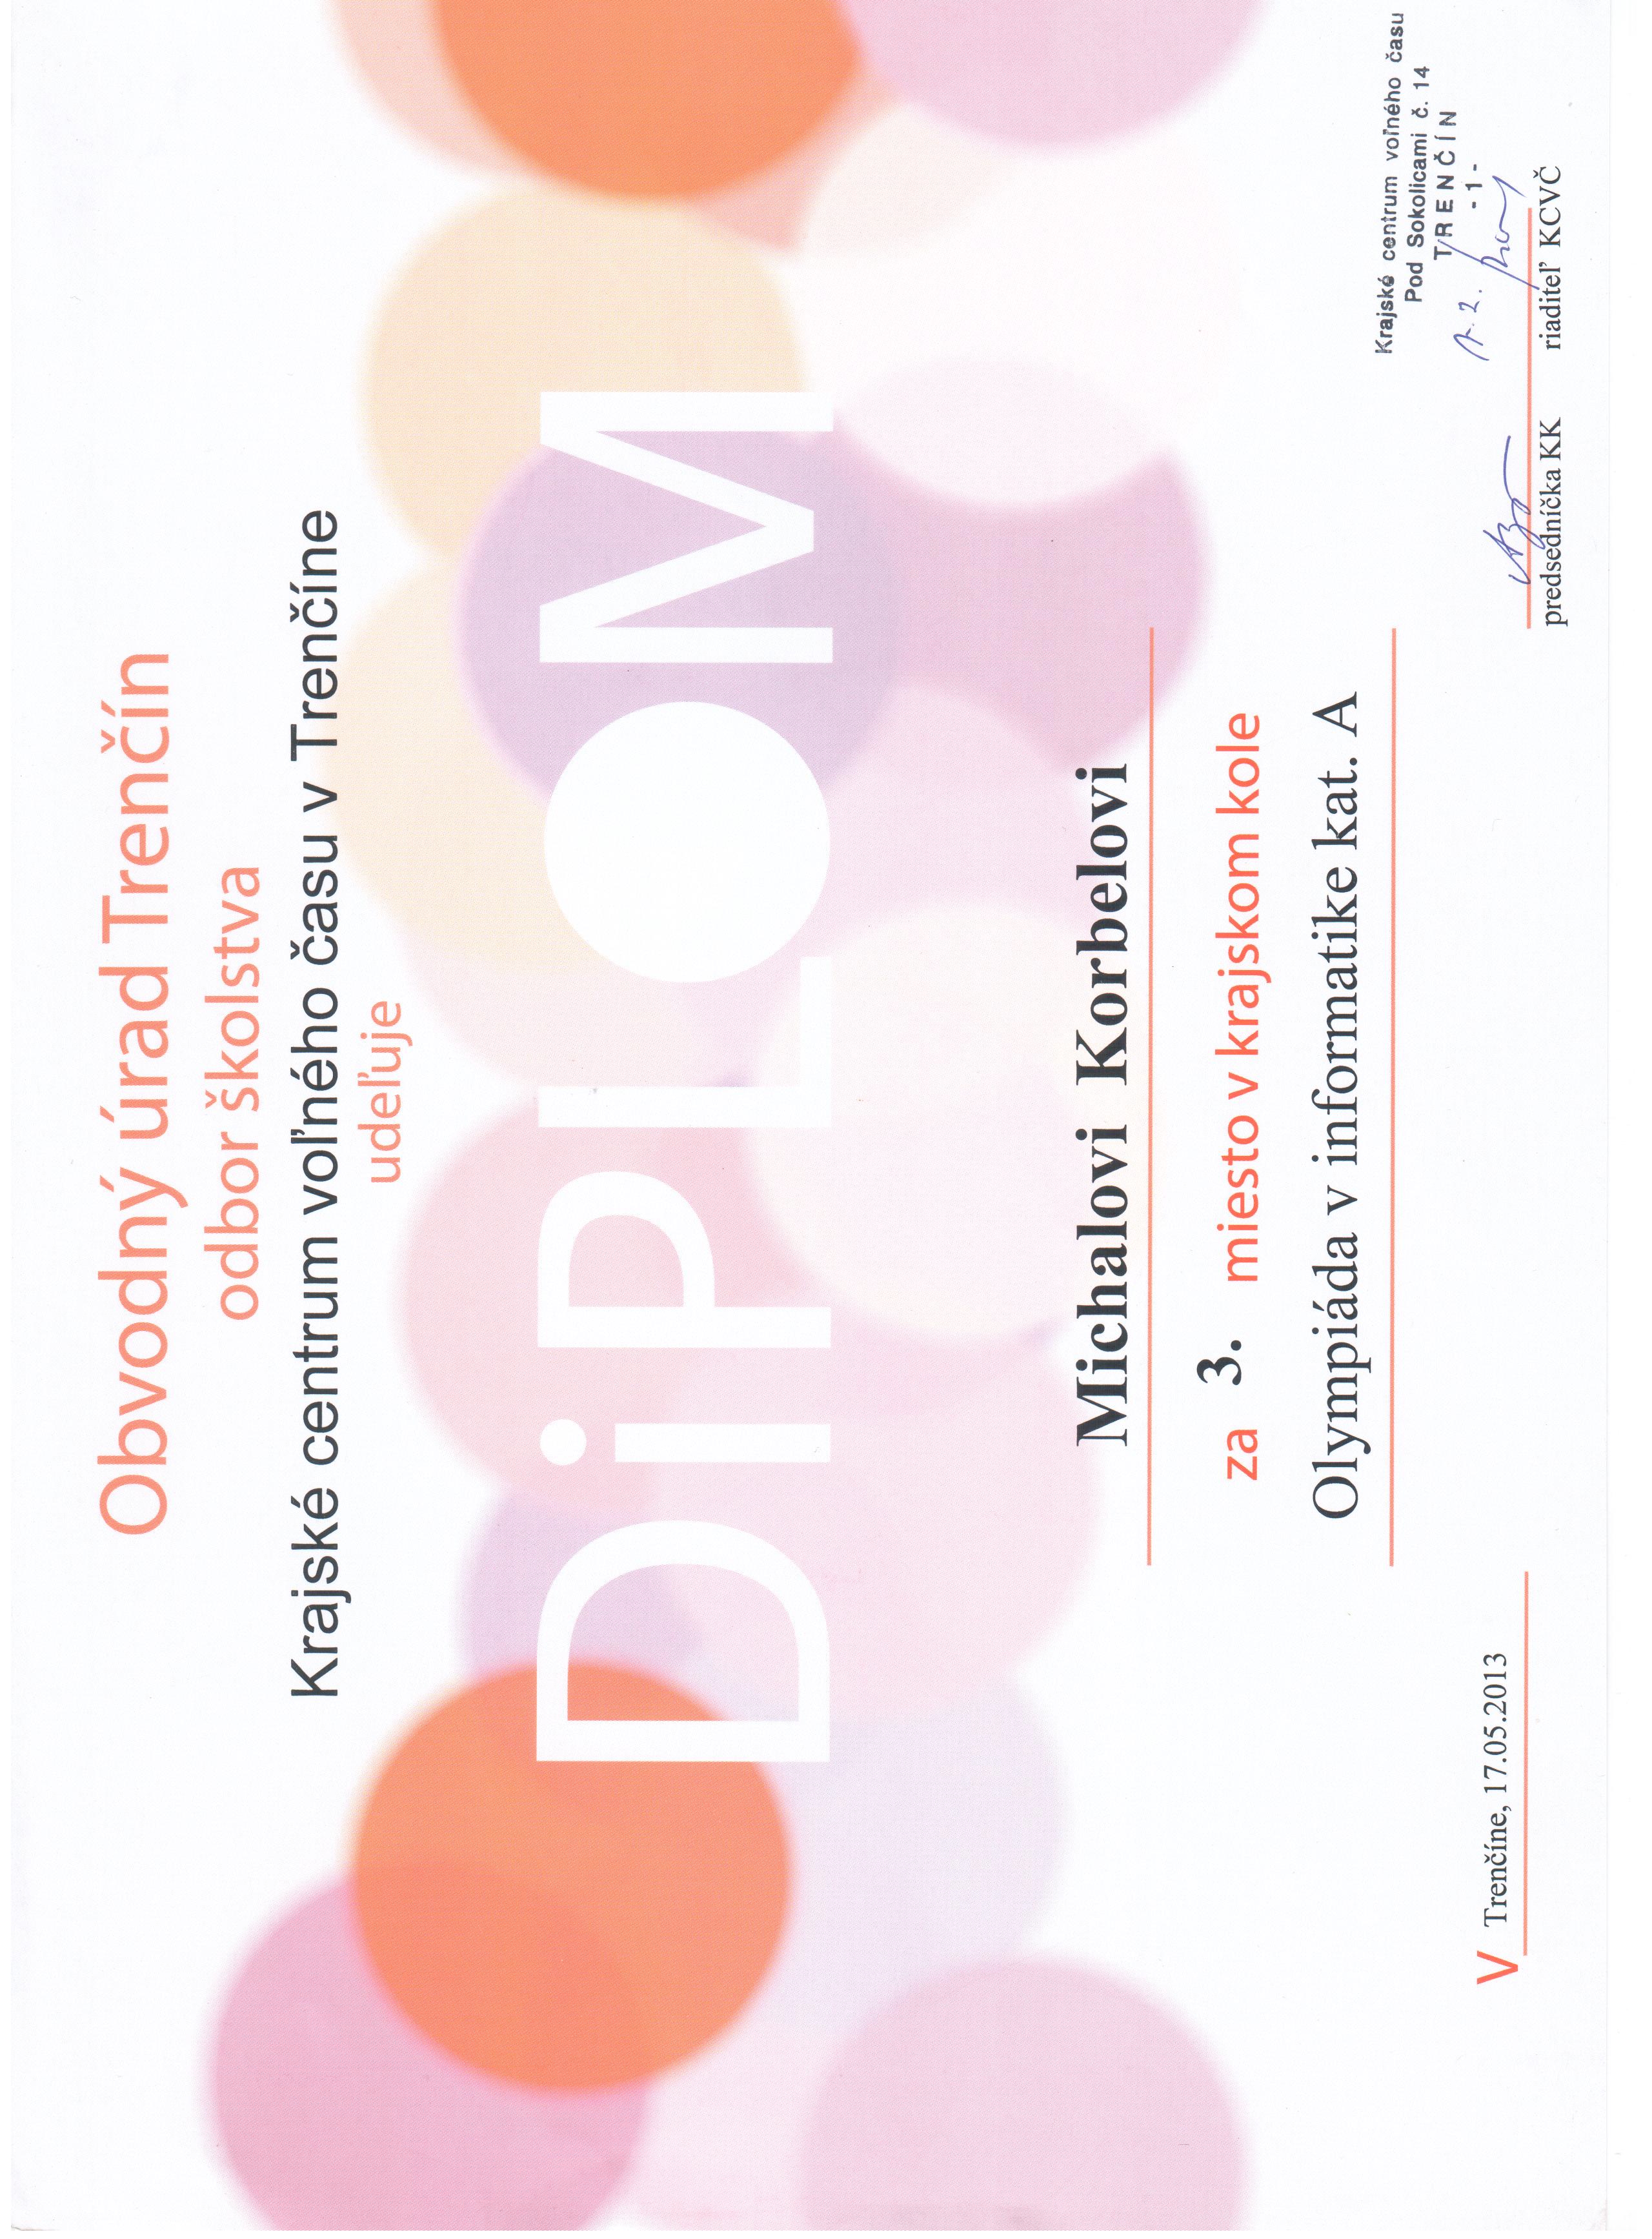 Obvodný úrad Trenčín
odbor školstva
Krajské centrum voľného času v Trenčíne
udeľuje
DiPLOM
Michalovi Korbelovi
za 3. miesto v krajskom kole
Olympiáda v informatike kat. A
Krajské centrum voľného času
Pod Sokolicami č. 14
TRENČÍN
- 1 -
V Trenčíne, 17.05.2013
predsedníčka KK riaditeľ KCVČ